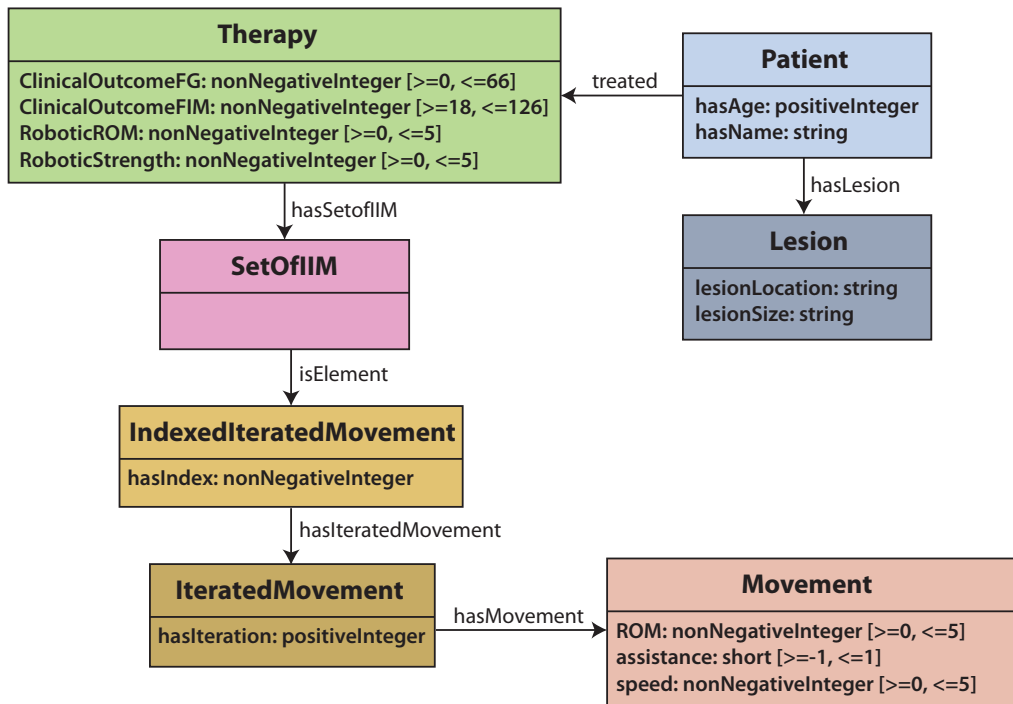 Therapy
ClinicalOutcomeFG: nonNegativeInteger [>=0, <=66]
ClinicalOutcomeFIM: nonNegativeInteger [>=18, <=126]
RoboticROM: nonNegativeInteger [>=0, <=5]
RoboticStrength: nonNegativeInteger [>=0, <=5]
treated
Patient
hasAge: positiveInteger
hasName: string
hasLesion
Lesion
lesionLocation: string
lesionSize: string
hasSetofIIM
SetOfIIM
isElement
IndexedIteratedMovement
hasIndex: nonNegativeInteger
hasIteratedMovement
IteratedMovement
hasIteration: positiveInteger
hasMovement
Movement
ROM: nonNegativeInteger [>=0, <=5]
assistance: short [>=-1, <=1]
speed: nonNegativeInteger [>=0, <=5]